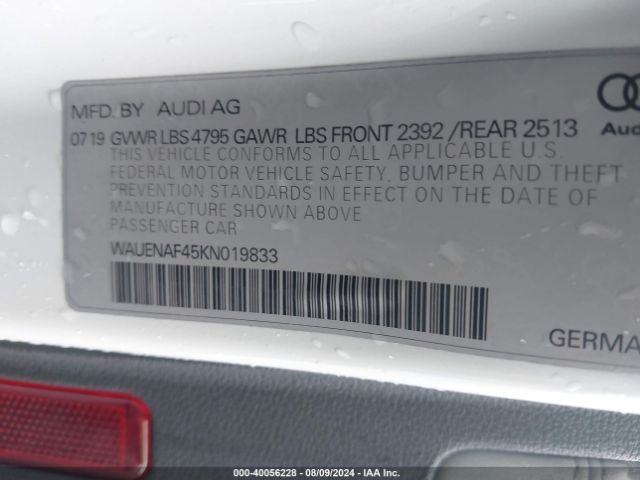 MFD. BY AUDI AG
07 19 GVWR LBS 4795 GAWR LBS FRONT 2392 / REAR 2513
THIS VEHICLE CONFORMS TO ALL APPLICABLE U.S.
FEDERAL MOTOR VEHICLE SAFETY, BUMPER AND THEFT
PREVENTION STANDARDS IN EFFECT ON THE DATE OF
MANUFACTURE SHOWN ABOVE
PASSENGER CAR
WAUENAF45KN019833
Aud
GERMA
000-40056228 - 08/09/2024 - IAA Inc.